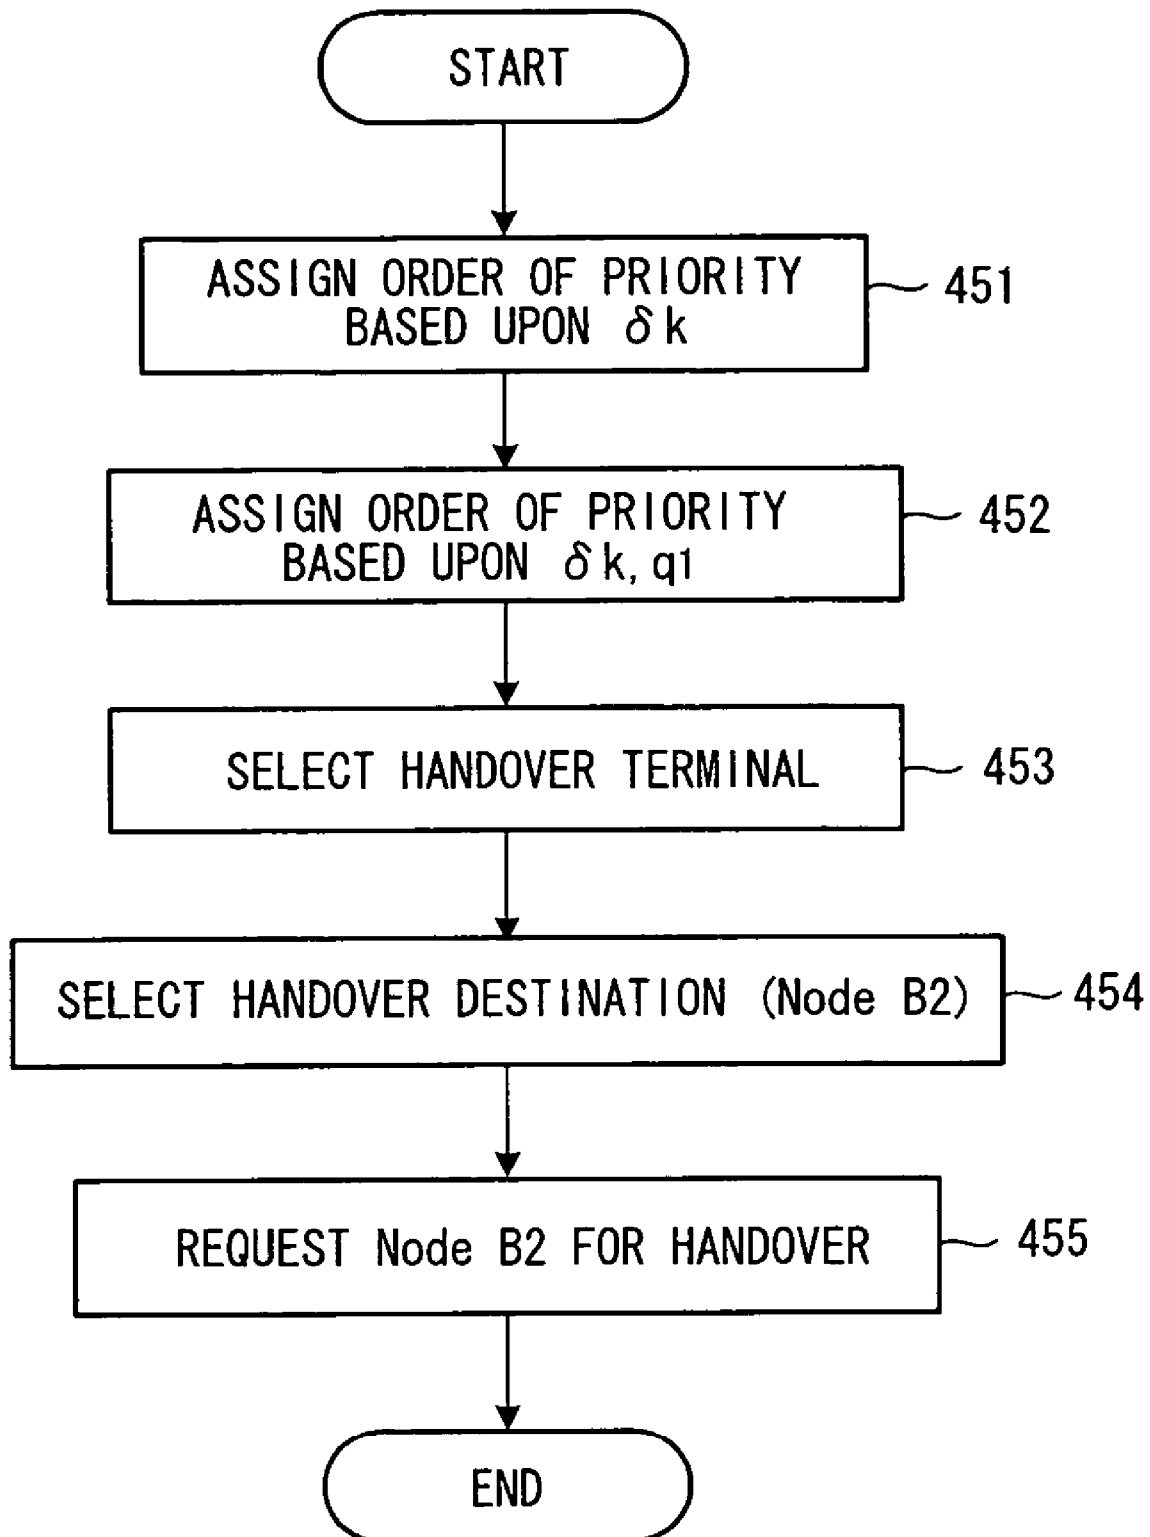 START
ASSIGN ORDER OF PRIORITY
BASED UPON δk
451
ASSIGN ORDER OF PRIORITY
BASED UPON δk, q1
452
SELECT HANDOVER TERMINAL
453
SELECT HANDOVER DESTINATION (Node B2)
454
REQUEST Node B2 FOR HANDOVER
455
END